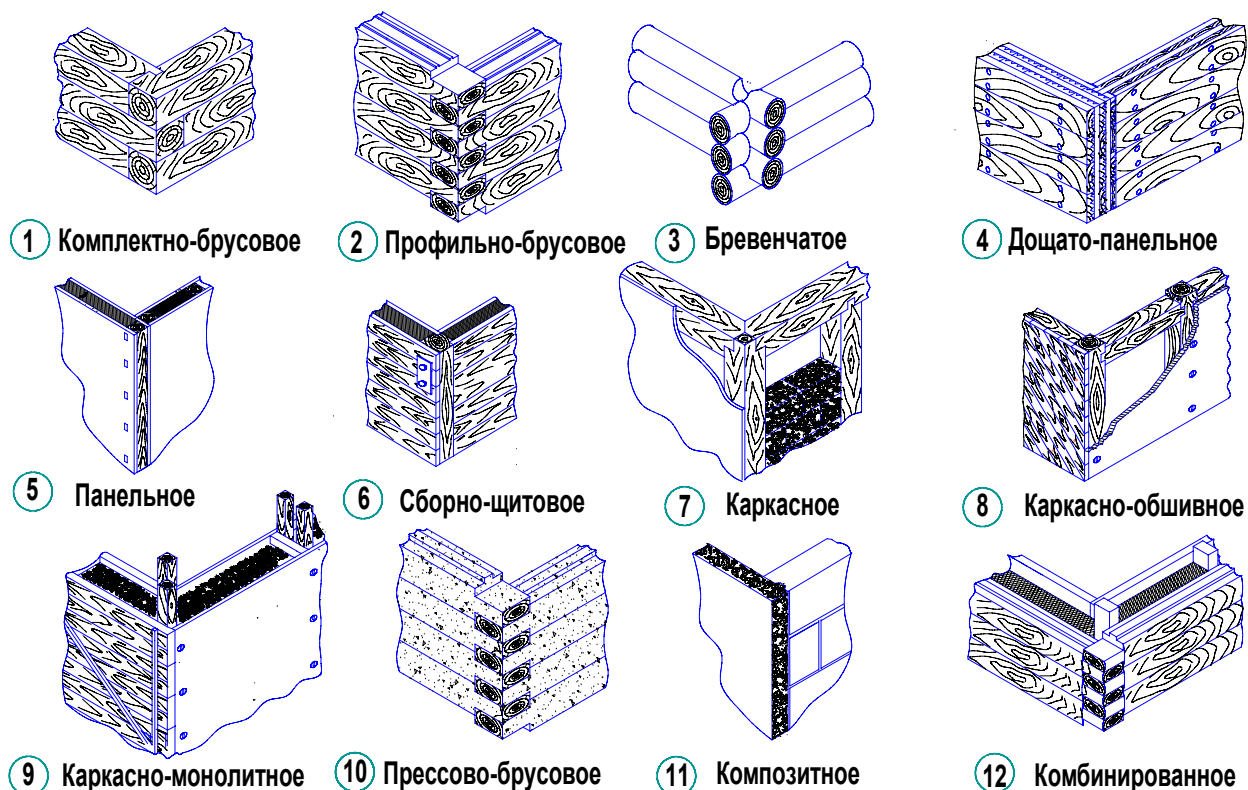 1 Комплектно-брусовое
2 Профильно-брусовое
3 Бревенчатое
4 Дощато-панельное
5 Панельное
6 Сборно-щитовое
7 Каркасное
8 Каркасно-обшивное
9 Каркасно-монолитное
10 Прессово-брусовое
11 Композитное
12 Комбинированное